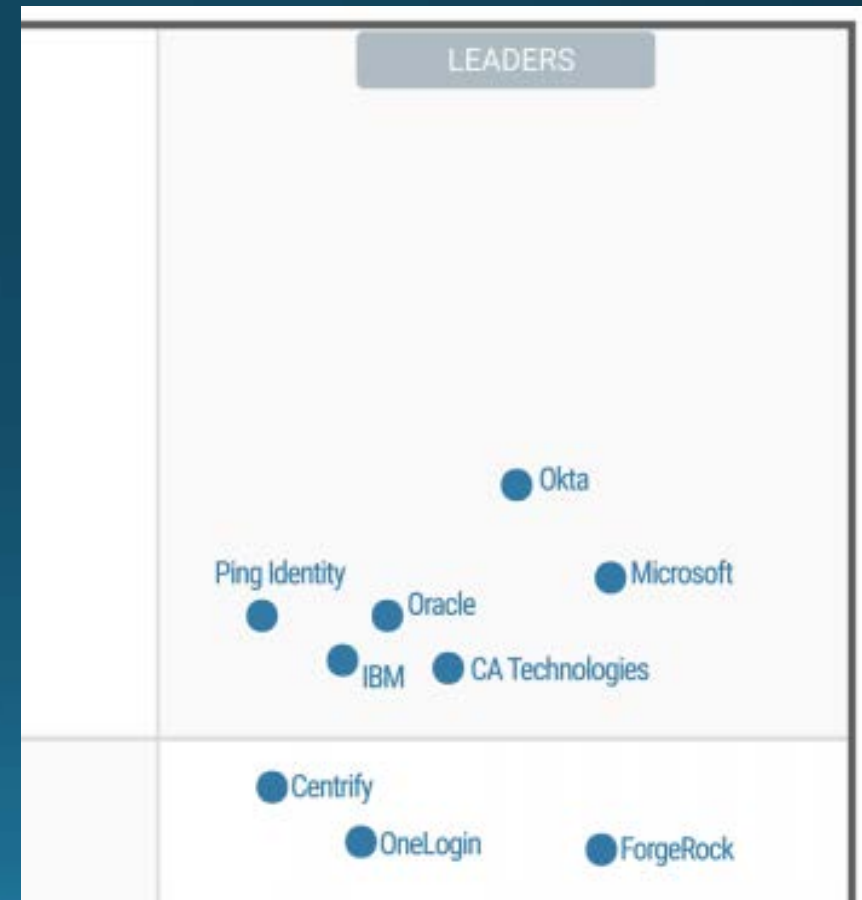 LEADERS
Okta
Ping Identity
Microsoft
Oracle
IBM
CA Technologies
Centrify
OneLogin
ForgeRock